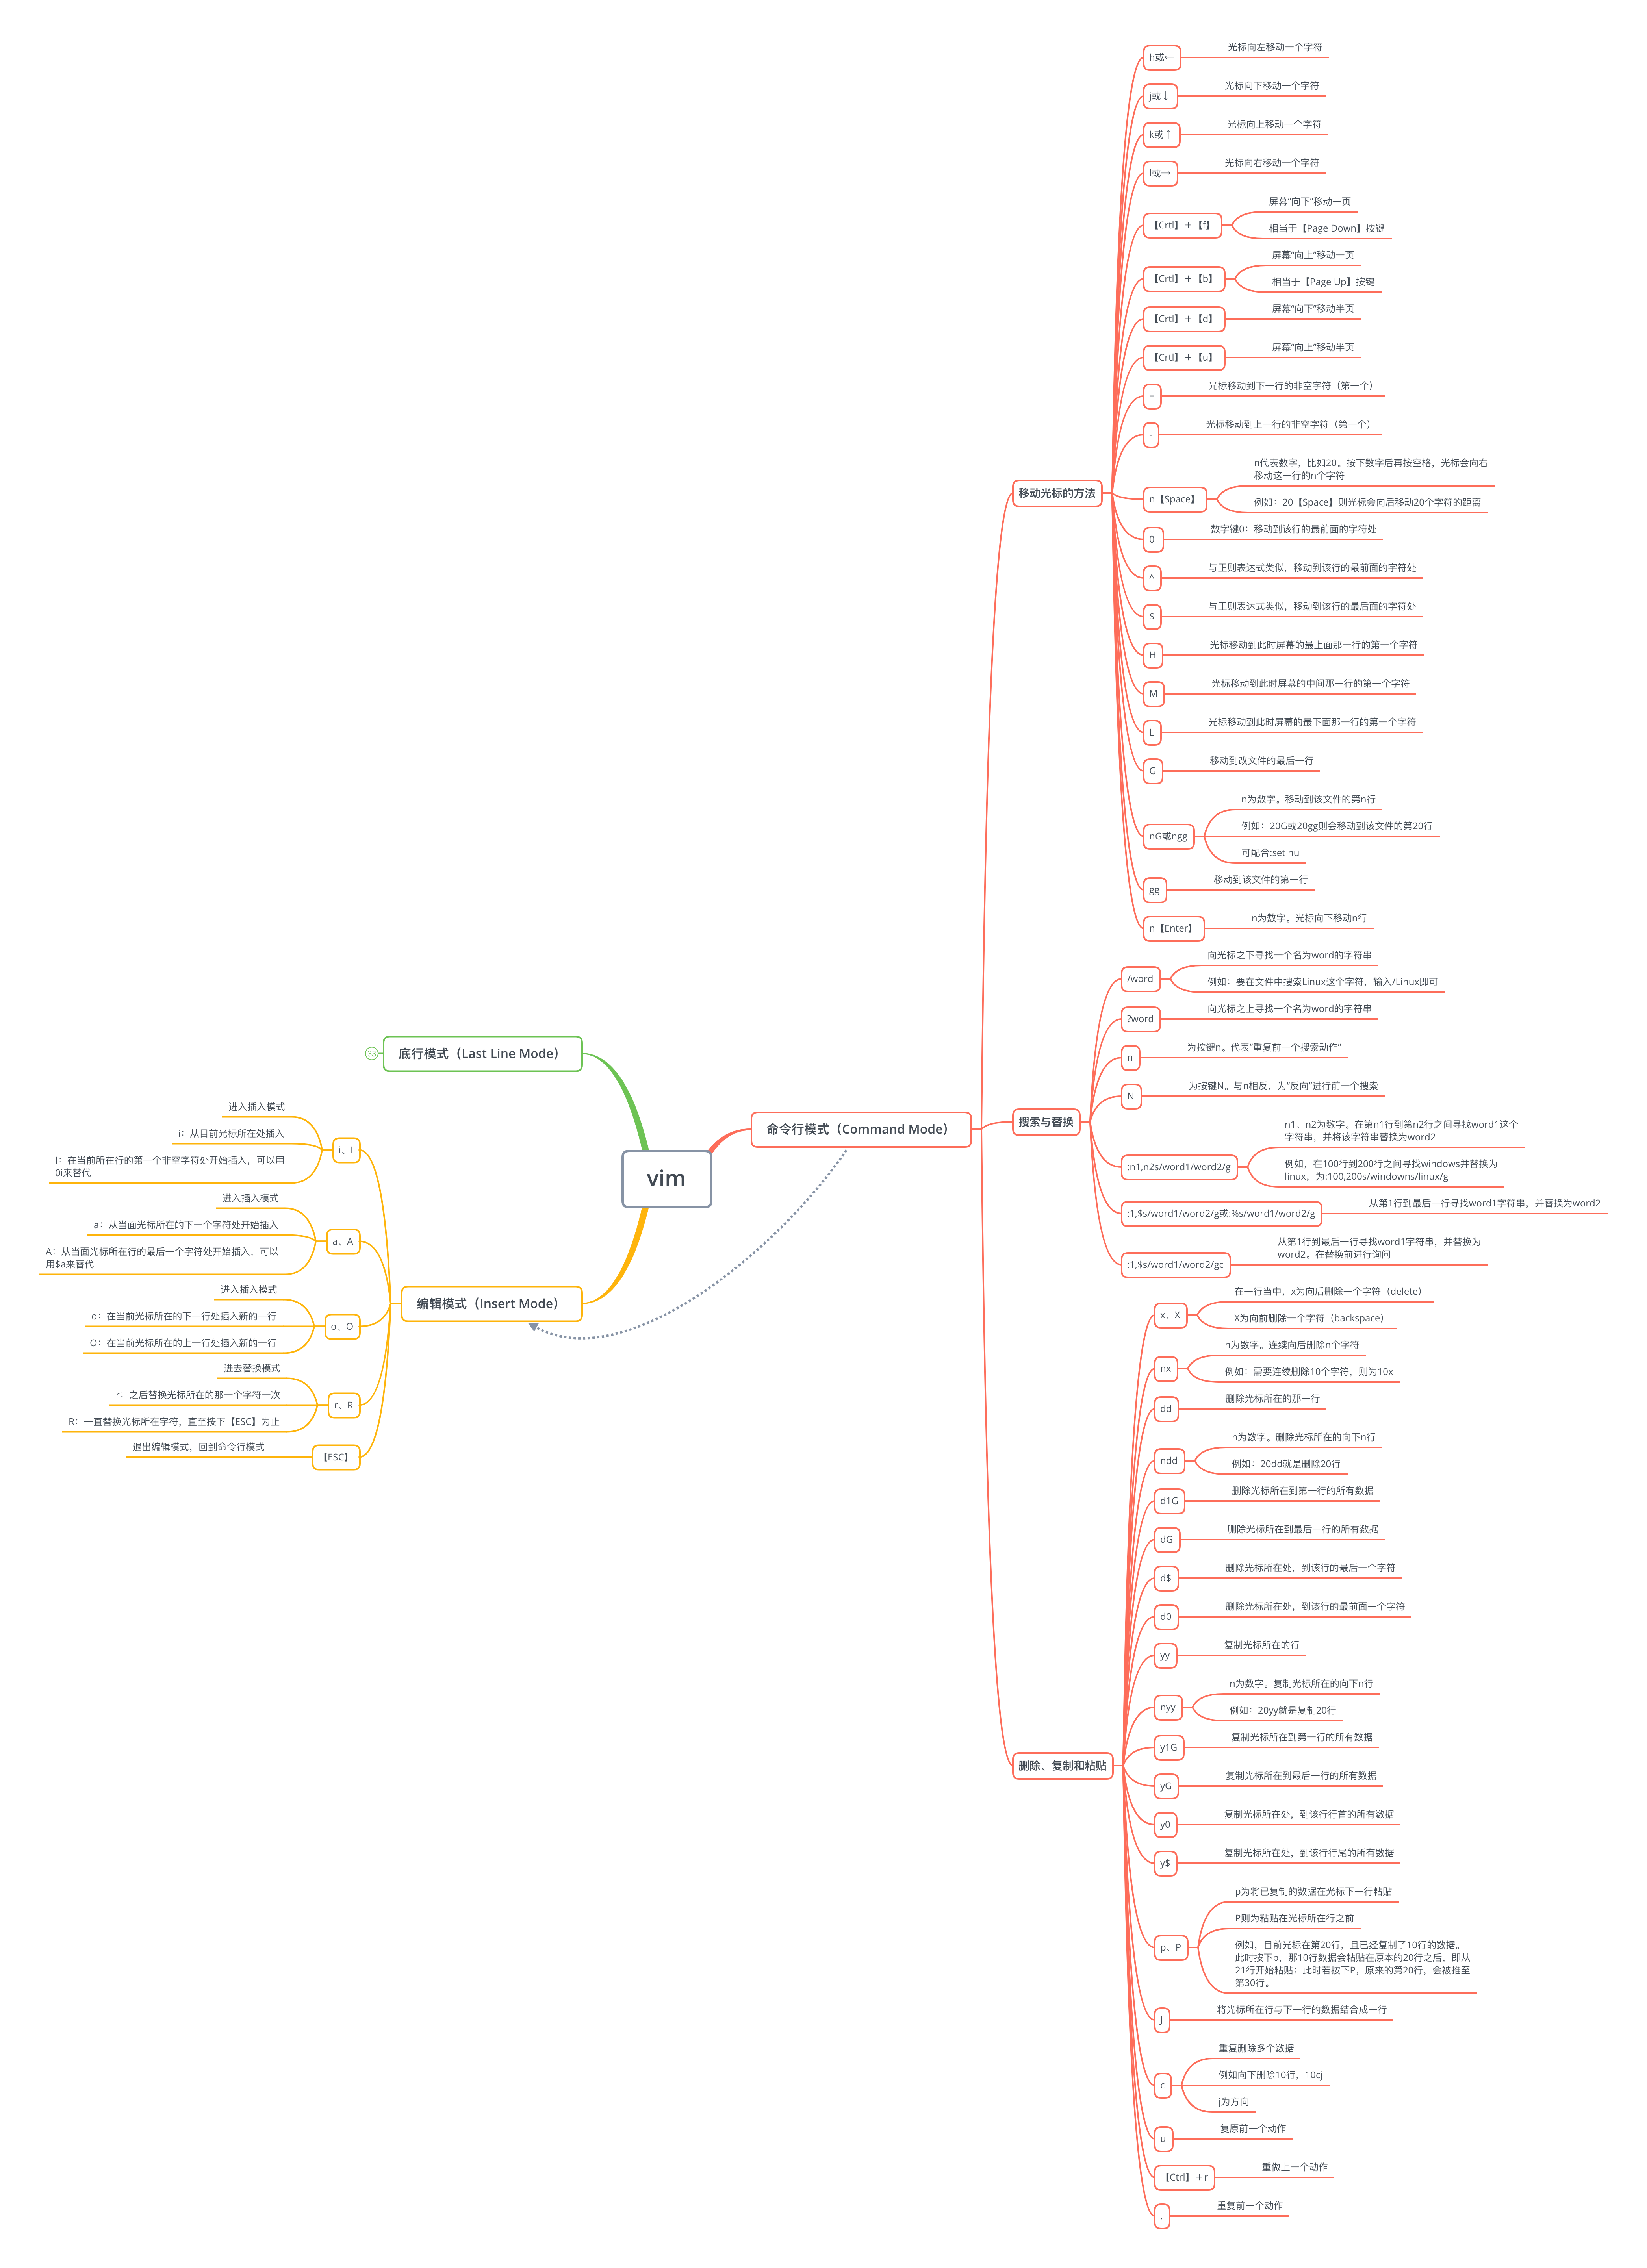 vim
命令行模式（Command Mode）
移动光标的方法
h或←
光标向左移动一个字符
j或↓
光标向下移动一个字符
k或↑
光标向上移动一个字符
l或→
光标向右移动一个字符
【Crtl】＋【f】
屏幕“向下”移动一页
相当于【Page Down】按键
【Crtl】＋【b】
屏幕“向上”移动一页
相当于【Page Up】按键
【Crtl】＋【d】
屏幕“向下”移动半页
【Crtl】＋【u】
屏幕“向上”移动半页
+
光标移动到下一行的非空字符（第一个）
-
光标移动到上一行的非空字符（第一个）
n【Space】
n代表数字，比如20。按下数字后再按空格，光标会向右
移动这一行的n个字符
例如：20【Space】则光标会向后移动20个字符的距离
0
数字键0：移动到该行的最前面的字符处
^
与正则表达式类似，移动到该行的最前面的字符处
$
与正则表达式类似，移动到该行的最后面的字符处
H
光标移动到此时屏幕的最上面那一行的第一个字符
M
光标移动到此时屏幕的中间那一行的第一个字符
L
光标移动到此时屏幕的最下面那一行的第一个字符
G
移动到改文件的最后一行
nG或ngg
n为数字。移动到该文件的第n行
例如：20G或20gg则会移动到该文件的第20行
可配合:set nu
gg
移动到该文件的第一行
n【Enter】
n为数字。光标向下移动n行
搜索与替换
/word
向光标之下寻找一个名为word的字符串
例如：要在文件中搜索Linux这个字符，输入/Linux即可
?word
向光标之上寻找一个名为word的字符串
n
为按键n。代表“重复前一个搜索动作”
N
为按键N。与n相反，为“反向”进行前一个搜索
:n1,n2s/word1/word2/g
n1、n2为数字。在第n1行到第n2行之间寻找word1这个
字符串，并将该字符串替换为word2
例如，在100行到200行之间寻找windows并替换为
linux，为:100,200s/windowns/linux/g
:1,$s/word1/word2/g或:%s/word1/word2/g
从第1行到最后一行寻找word1字符串，并替换为word2
:1,$s/word1/word2/gc
从第1行到最后一行寻找word1字符串，并替换为
word2。在替换前进行询问
删除、复制和粘贴
x、X
在一行当中，x为向后删除一个字符（delete）
X为向前删除一个字符（backspace）
nx
n为数字。连续向后删除n个字符
例如：需要连续删除10个字符，则为10x
dd
删除光标所在的那一行
ndd
n为数字。删除光标所在的向下n行
例如：20dd就是删除20行
d1G
删除光标所在到第一行的所有数据
dG
删除光标所在到最后一行的所有数据
d$
删除光标所在处，到该行的最后一个字符
d0
删除光标所在处，到该行的最前面一个字符
yy
复制光标所在的行
nyy
n为数字。复制光标所在的向下n行
例如：20yy就是复制20行
y1G
复制光标所在到第一行的所有数据
yG
复制光标所在到最后一行的所有数据
y0
复制光标所在处，到该行行首的所有数据
y$
复制光标所在处，到该行行尾的所有数据
p、P
p为将已复制的数据在光标下一行粘贴
P则为粘贴在光标所在行之前
例如，目前光标在第20行，且已经复制了10行的数据。
此时按下p，那10行数据会粘贴在原本的20行之后，即从
21行开始粘贴；此时若按下P，原来的第20行，会被推至
第30行。
J
将光标所在行与下一行的数据结合成一行
c
重复删除多个数据
例如向下删除10行，10cj
j为方向
u
复原前一个动作
【Ctrl】＋r
重做上一个动作
.
重复前一个动作
底行模式（Last Line Mode）
33
编辑模式（Insert Mode）
i、I
进入插入模式
i：从目前光标所在处插入
I：在当前所在行的第一个非空字符处开始插入，可以用
0i来替代
a、A
进入插入模式
a：从当面光标所在的下一个字符处开始插入
A：从当面光标所在行的最后一个字符处开始插入，可以
用$a来替代
o、O
进入插入模式
o：在当前光标所在的下一行处插入新的一行
O：在当前光标所在的上一行处插入新的一行
r、R
进去替换模式
r：之后替换光标所在的那一个字符一次
R：一直替换光标所在字符，直至按下【ESC】为止
【ESC】
退出编辑模式，回到命令行模式